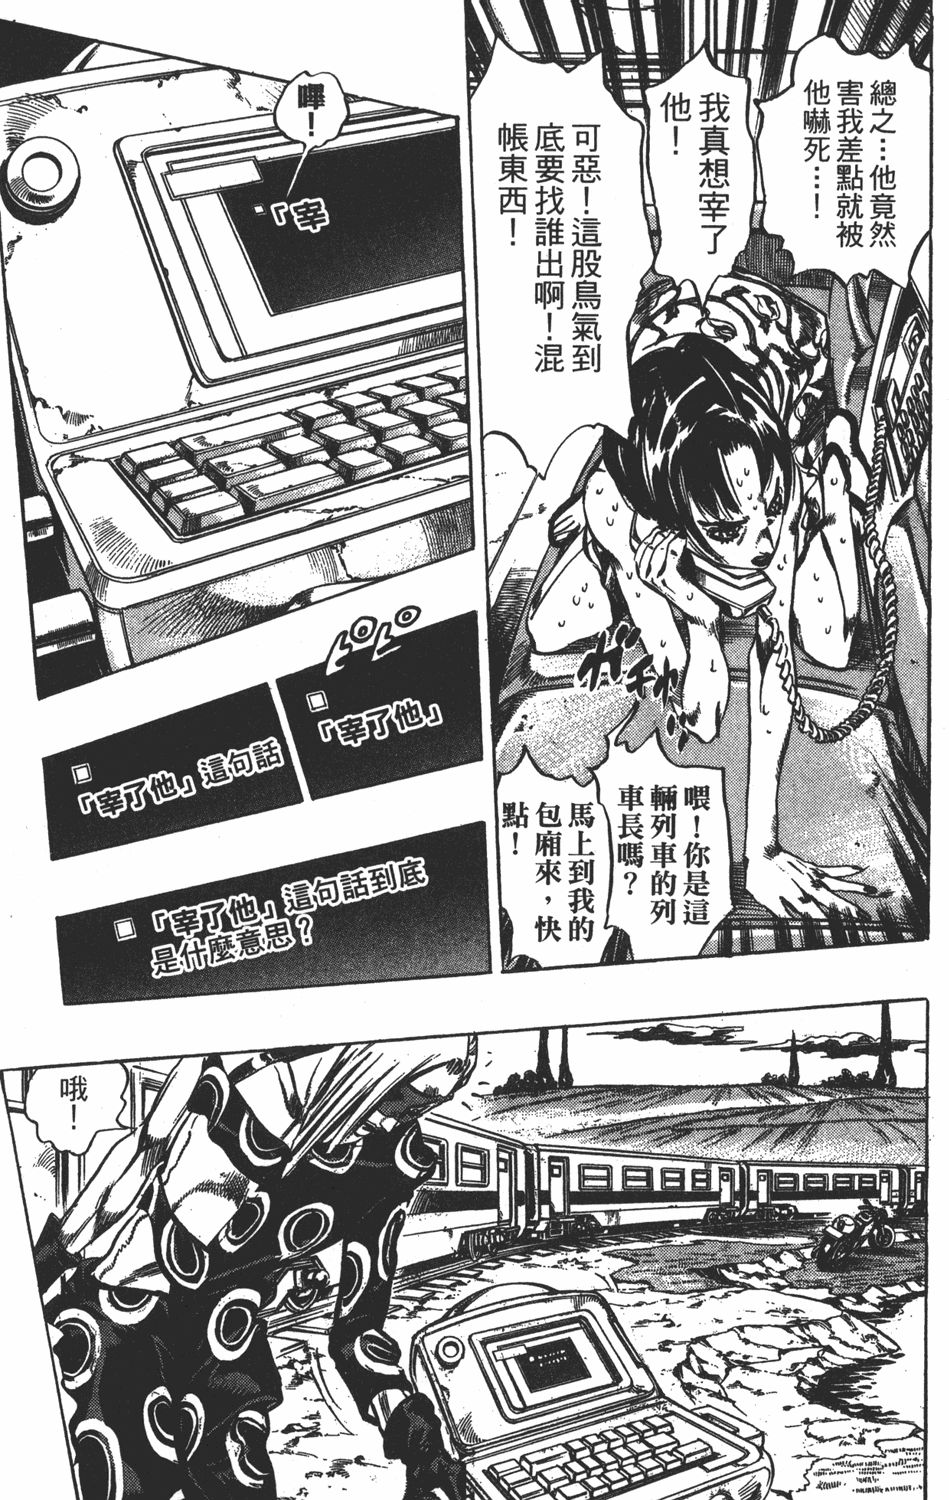 總之…他竟然
害我差點就被
他嚇死…！
我真想宰了
他！
可惡！這股鳥氣到
底要找誰出啊！混
帳東西！
ガチャ
喂！你是這
輛列車的列
車長嗎？
馬上到我的
包廂來，快
點！
嗶！
「宰
「宰了他」
「宰了他」這句話
「宰了他」這句話到底
是什麼意思？
哦！